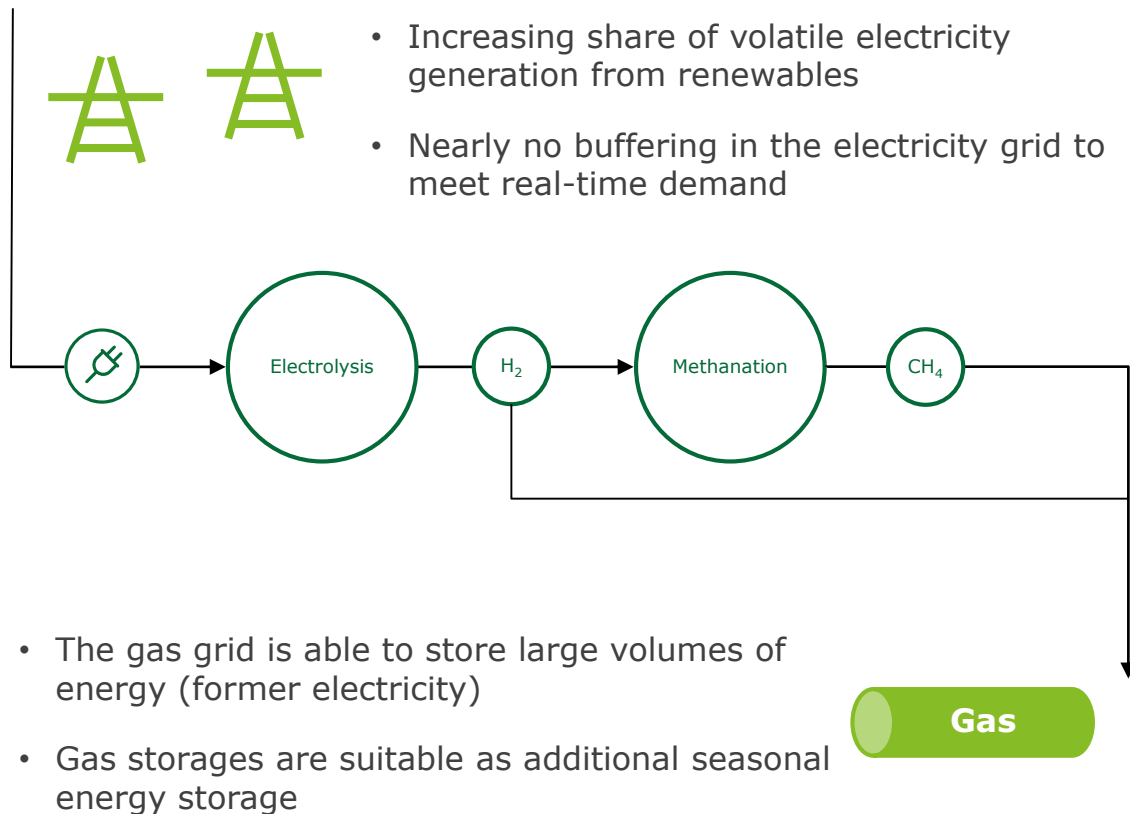 • Increasing share of volatile electricity
generation from renewables
• Nearly no buffering in the electricity grid to
meet real-time demand
Electrolysis
H₂
Methanation
CH₄
• The gas grid is able to store large volumes of
energy (former electricity)
Gas
• Gas storages are suitable as additional seasonal
energy storage